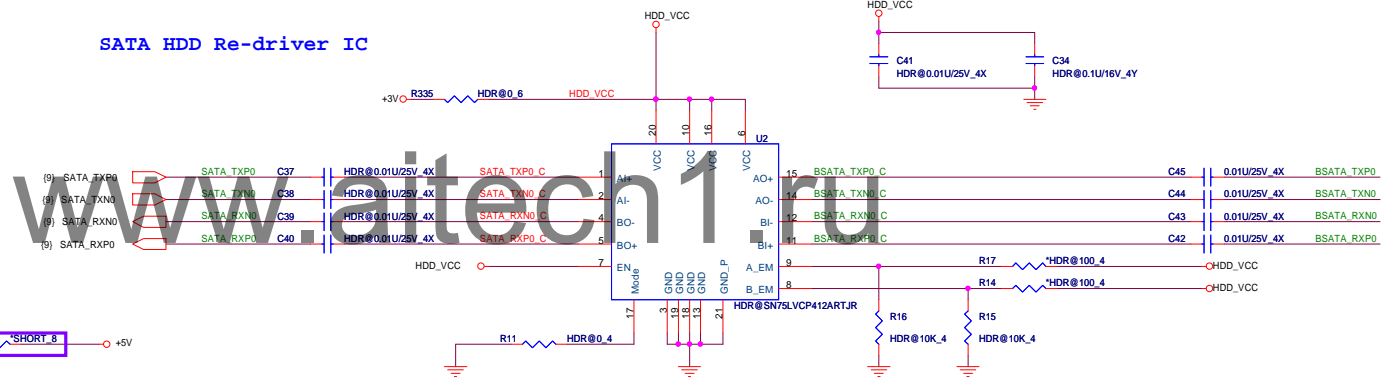 SATA HDD Re-driver IC
HDD_VCC
HDD_VCC
C41
HDR@0.01U/25V_4X
C34
HDR@0.1U/16V_4Y
+3V R335 HDR@0_6 HDD_VCC
20 10 16 6
U2
VCC VCC VCC VCC
{9} SATA_TXP0 SATA_TXP0 C37 HDR@0.01U/25V_4X SATA_TXP0_C 1 AI+ AO+ 15 BSATA_TXP0_C C45 0.01U/25V_4X BSATA_TXP0
{9} SATA_TXN0 SATA_TXN0 C38 HDR@0.01U/25V_4X SATA_TXN0_C 2 AI- AO- 14 BSATA_TXN0_C C44 0.01U/25V_4X BSATA_TXN0
{9} SATA_RXN0 SATA_RXN0 C39 HDR@0.01U/25V_4X SATA_RXN0_C 4 BO- BI- 12 BSATA_RXN0_C C43 0.01U/25V_4X BSATA_RXN0
{9} SATA_RXP0 SATA_RXP0 C40 HDR@0.01U/25V_4X SATA_RXP0_C 5 BO+ BI+ 11 BSATA_RXP0_C C42 0.01U/25V_4X BSATA_RXP0
www.aitech1.ru
HDD_VCC 7 EN A_EM 9 R17 *HDR@100_4 HDD_VCC
B_EM 8 R14 *HDR@100_4 HDD_VCC
Mode GND GND GND GND GND_P
HDR@SN75LVCP412ARTJR
17 3 19 18 13 21
R16
HDR@10K_4
R15
HDR@10K_4
R11 HDR@0_4
*SHORT_8 +5V